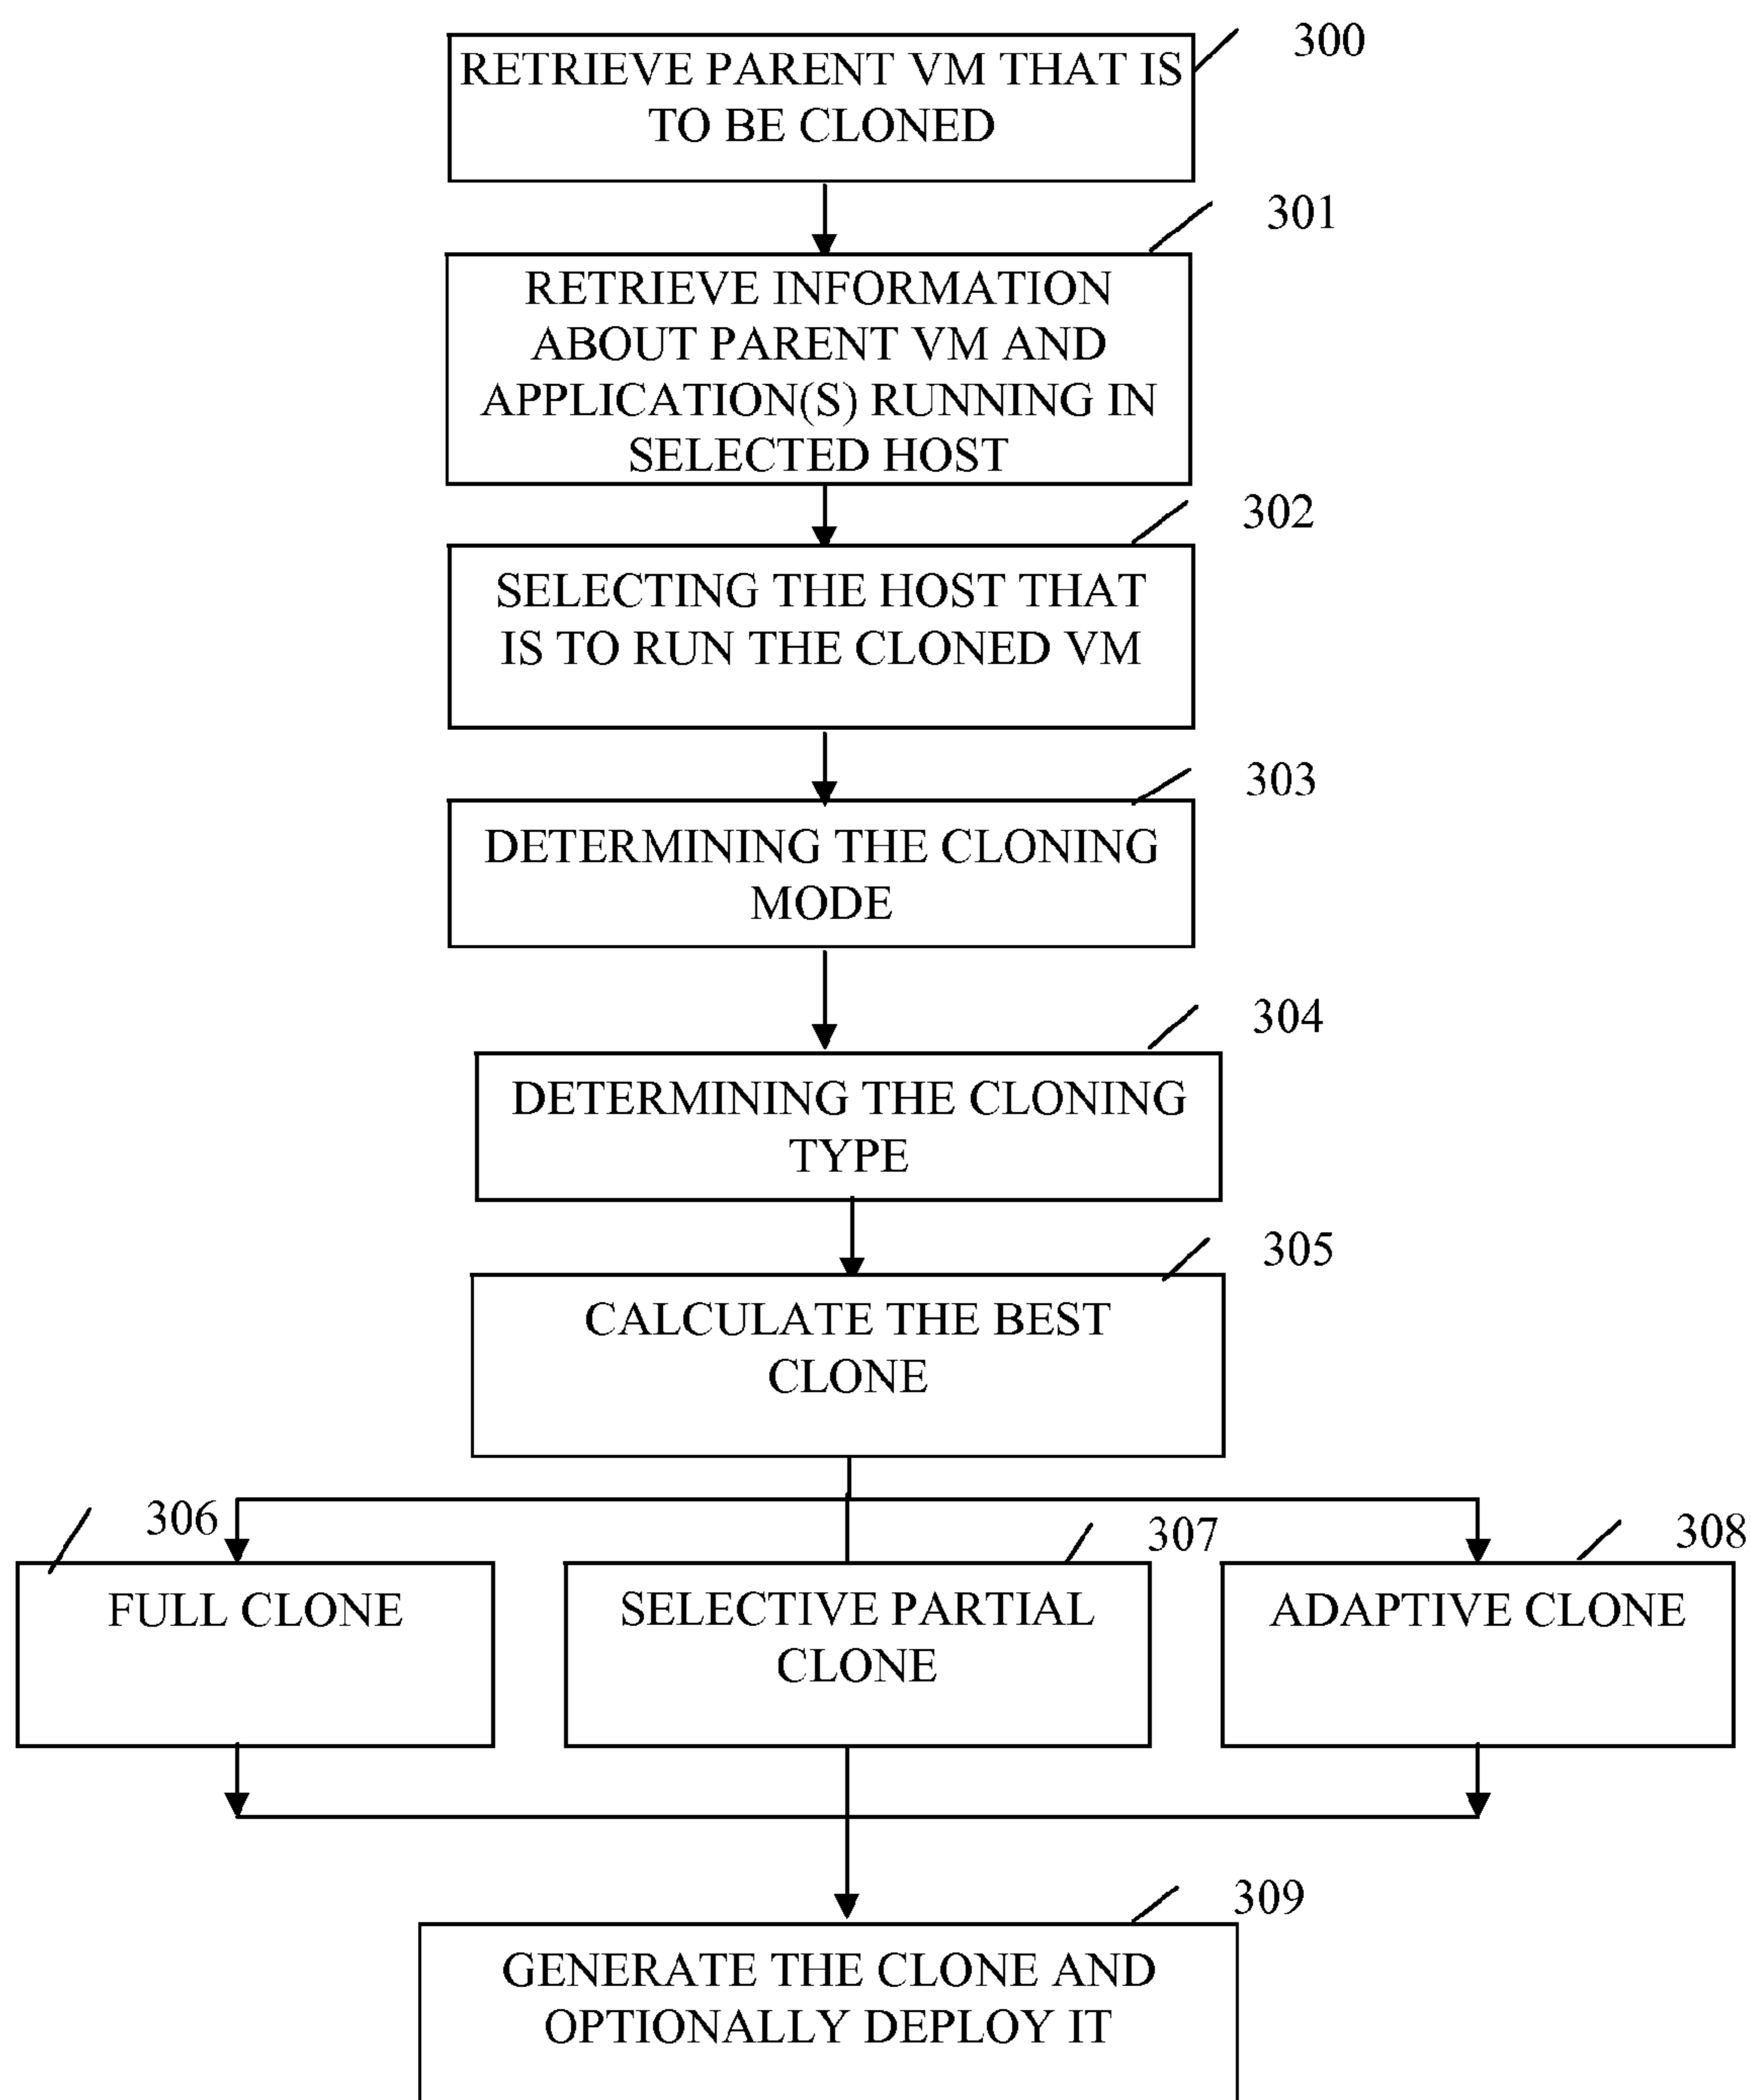 300
RETRIEVE PARENT VM THAT IS
TO BE CLONED
301
RETRIEVE INFORMATION
ABOUT PARENT VM AND
APPLICATION(S) RUNNING IN
SELECTED HOST
302
SELECTING THE HOST THAT
IS TO RUN THE CLONED VM
303
DETERMINING THE CLONING
MODE
304
DETERMINING THE CLONING
TYPE
305
CALCULATE THE BEST
CLONE
306
FULL CLONE
307
SELECTIVE PARTIAL
CLONE
308
ADAPTIVE CLONE
309
GENERATE THE CLONE AND
OPTIONALLY DEPLOY IT